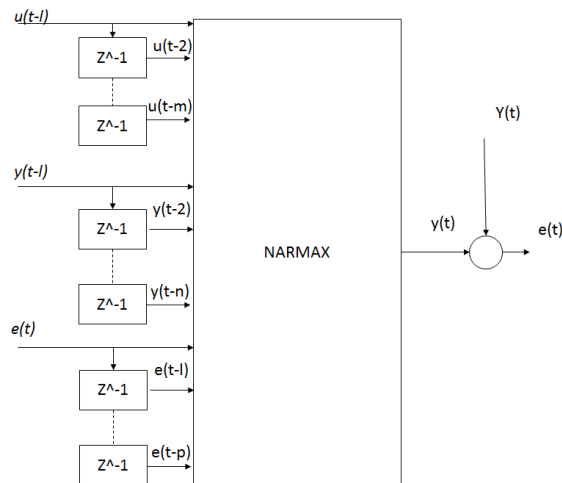 u(t-l)
Z^-1
u(t-2)
Z^-1
u(t-m)
y(t-l)
Z^-1
y(t-2)
Z^-1
y(t-n)
e(t)
Z^-1
e(t-l)
Z^-1
e(t-p)
NARMAX
Y(t)
y(t)
e(t)